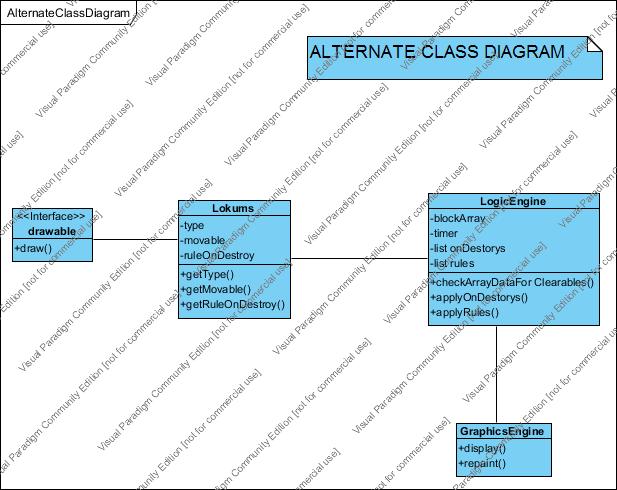 AlternateClassDiagram
ALTERNATE CLASS DIAGRAM
<<Interface>>
drawable
+draw()
Lokums
-type
-movable
-ruleOnDestroy
+getType()
+getMovable()
+getRuleOnDestroy()
LogicEngine
-blockArray
-timer
-list onDestorys
-list rules
+checkArrayDataFor Clearables()
+applyOnDestorys()
+applyRules()
GraphicsEngine
+display()
+repaint()
Visual Paradigm Community Edition [not for commercial use]